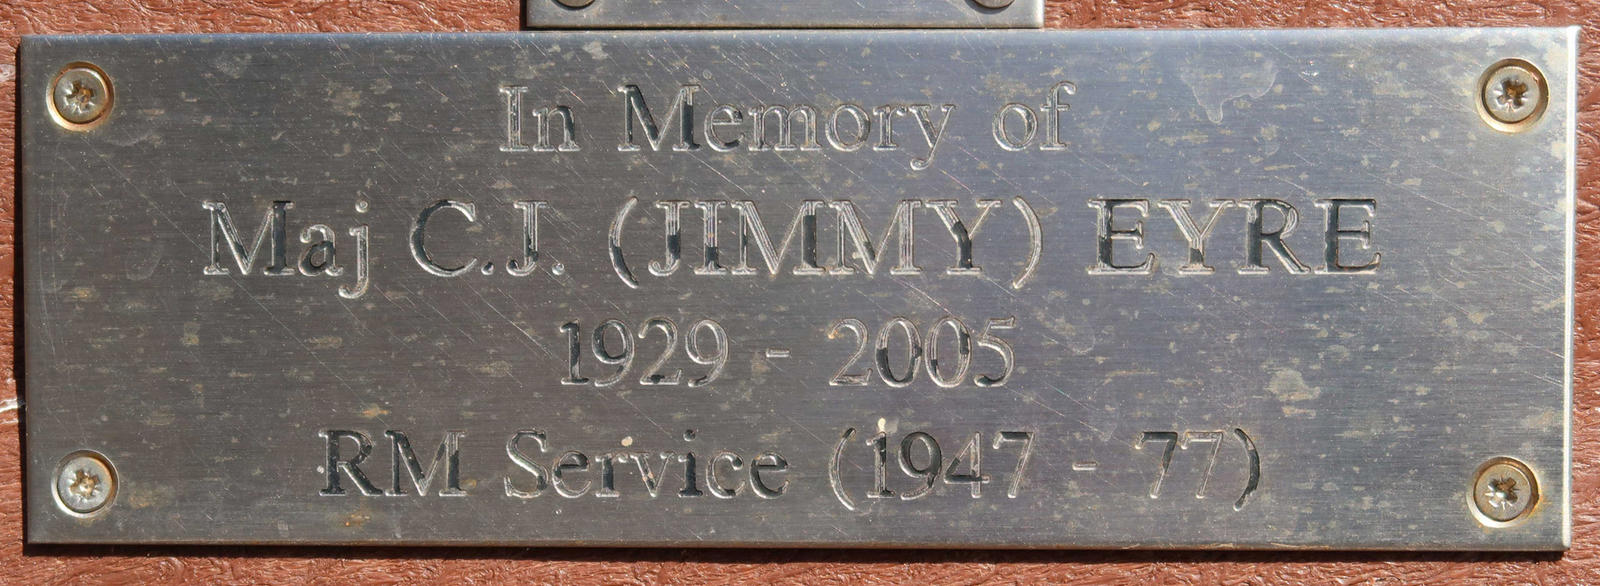 In Memory of
Maj C.J. (JIMMY) EYRE
1929 - 2005
RM Service (1947 - 77)